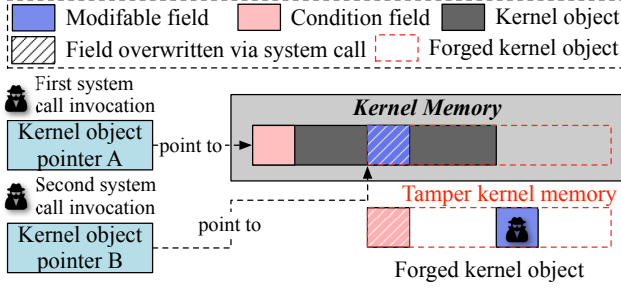 Modifable field
Condition field
Kernel object
Field overwritten via system call
Forged kernel object
First system
call invocation
Kernel Memory
Kernel object
pointer A
point to
Second system
call invocation
Tamper kernel memory
point to
Kernel object
pointer B
Forged kernel object